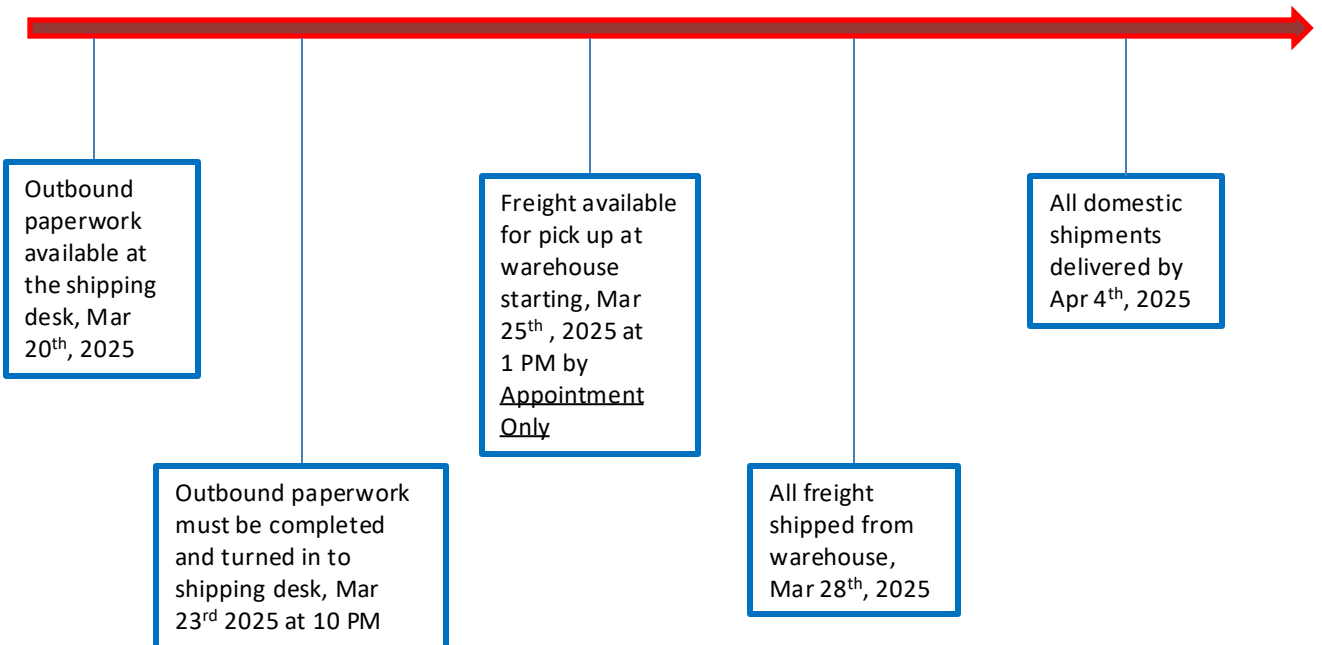 Outbound
paperwork
available at
the shipping
desk, Mar
20th, 2025
Outbound paperwork
must be completed
and turned in to
shipping desk, Mar
23rd 2025 at 10 PM
Freight available
for pick up at
warehouse
starting, Mar
25th , 2025 at
1 PM by
Appointment
Only
All freight
shipped from
warehouse,
Mar 28th, 2025
All domestic
shipments
delivered by
Apr 4th, 2025